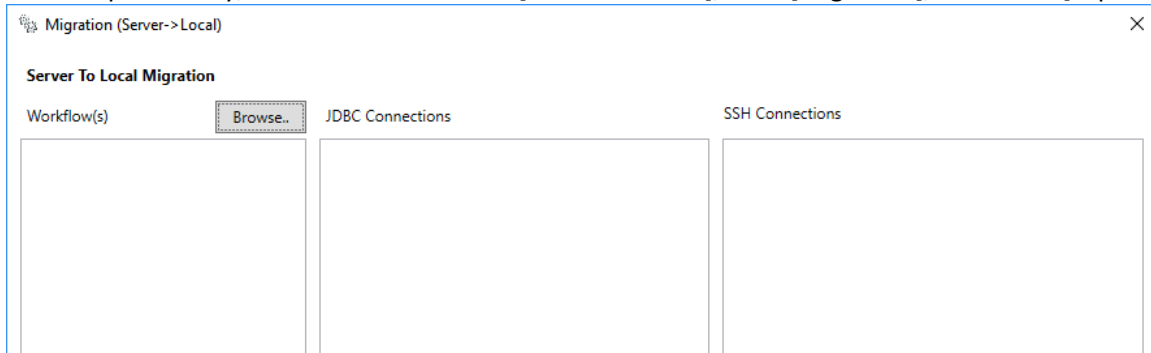 Migration (Server->Local)
Server To Local Migration
Workflow(s) Browse.. JDBC Connections SSH Connections